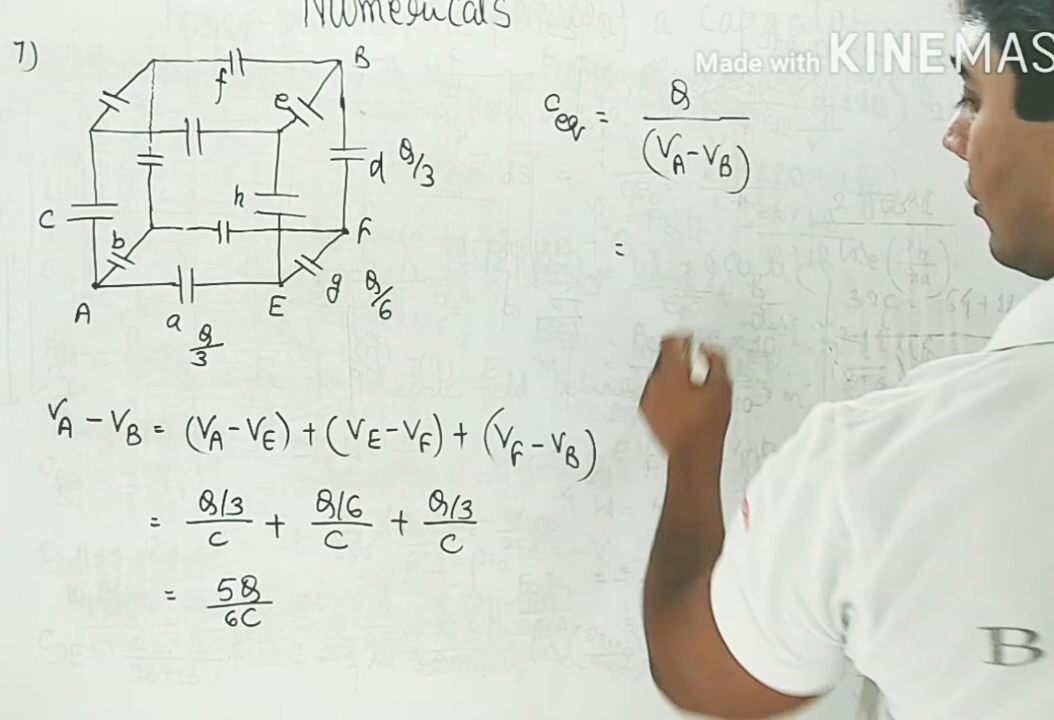 Numericals
Made with KINEMAS
7)
f
B
e
d Q/3
h
C
b
F
g Q/6
A
a Q/3
E
Ceq = Q/(VA-VB)
=
VA - VB = (VA-VE) + (VE-VF) + (VF-VB)
= Q/3/C + Q/6/C + Q/3/C
= 5Q/6C
B